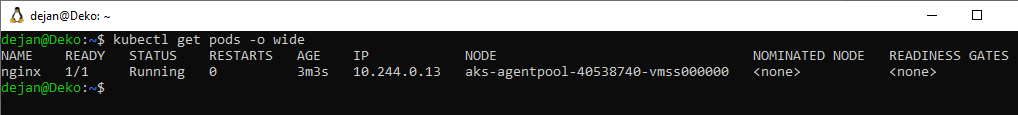 dejan@Deko: ~
dejan@Deko:~$ kubectl get pods -o wide
NAME READY STATUS RESTARTS AGE IP NODE NOMINATED NODE READINESS GATES
nginx 1/1 Running 0 3m3s 10.244.0.13 aks-agentpool-40538740-vmss000000 <none> <none>
dejan@Deko:~$